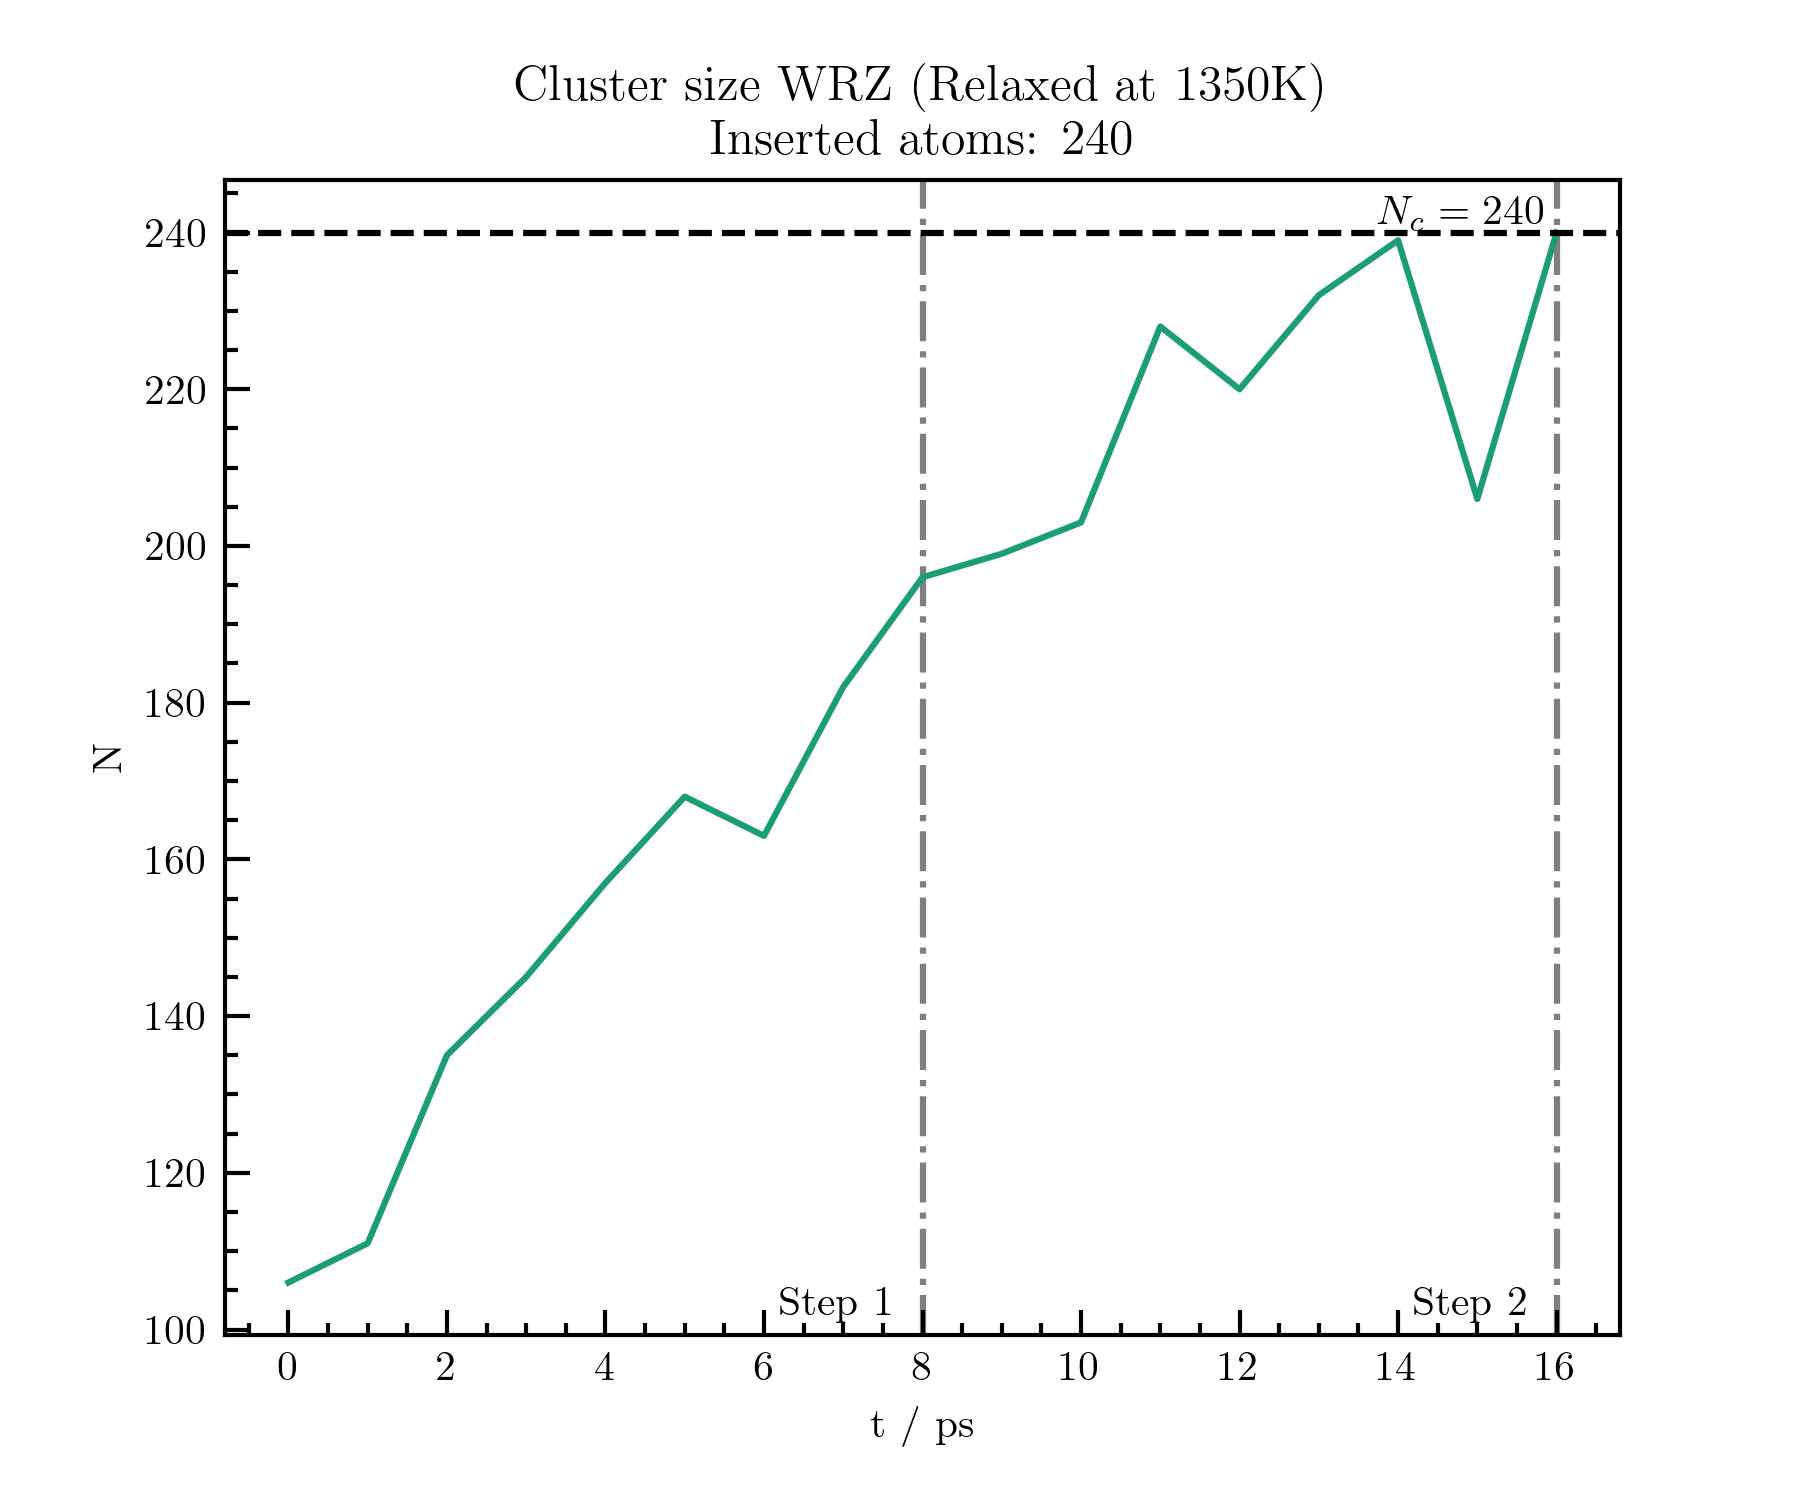 Cluster size WRZ (Relaxed at 1350K)
Inserted atoms: 240
N_c = 240
240
220
200
180
160
140
120
100
N
Step 1
Step 2
0 2 4 6 8 10 12 14 16
t / ps